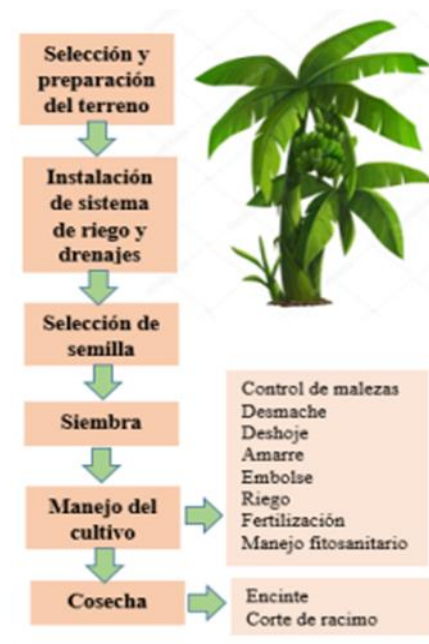 Selección y
preparación
del terreno
Instalación
de sistema
de riego y
drenajes
Selección de
semilla
Siembra
Manejo del
cultivo
Control de malezas
Desmache
Deshoje
Amarre
Embolse
Riego
Fertilización
Manejo fitosanitario
Cosecha
Encinte
Corte de racimo